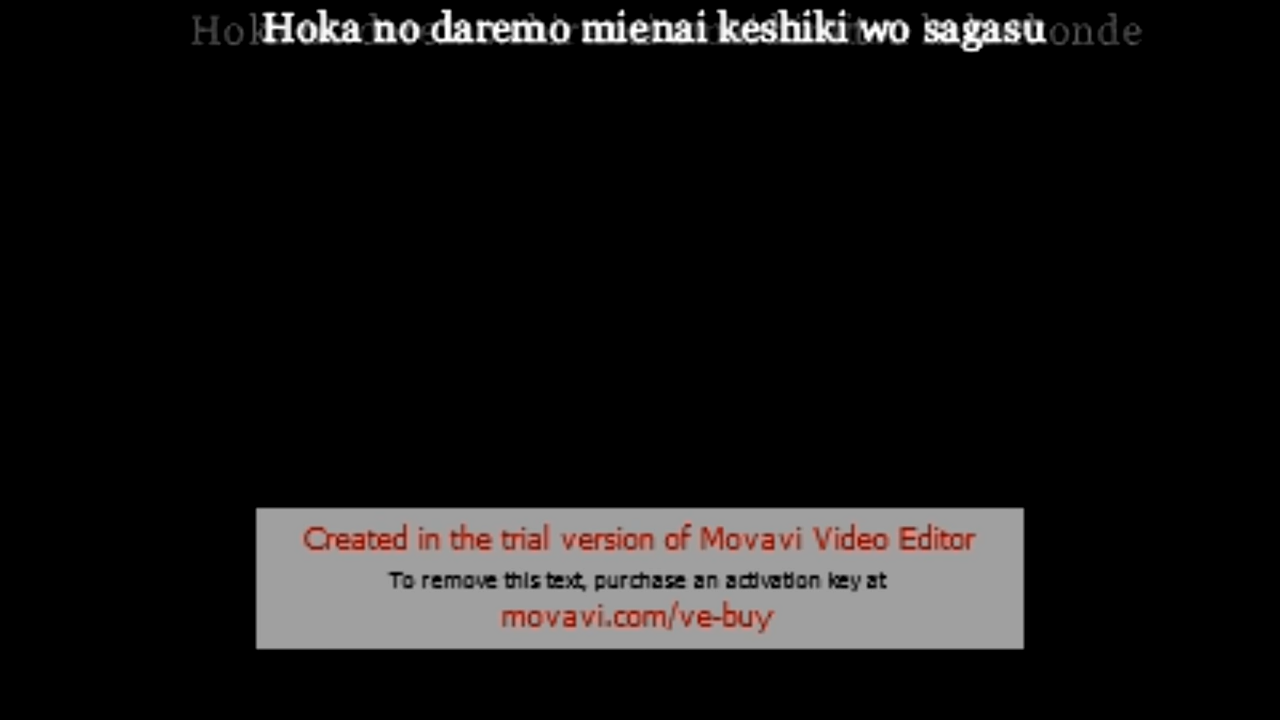 Hoka no daremo mienai keshiki wo sagasu
Created in the trial version of Movavi Video Editor
To remove this text, purchase an activation key at
movavi.com/ve-buy